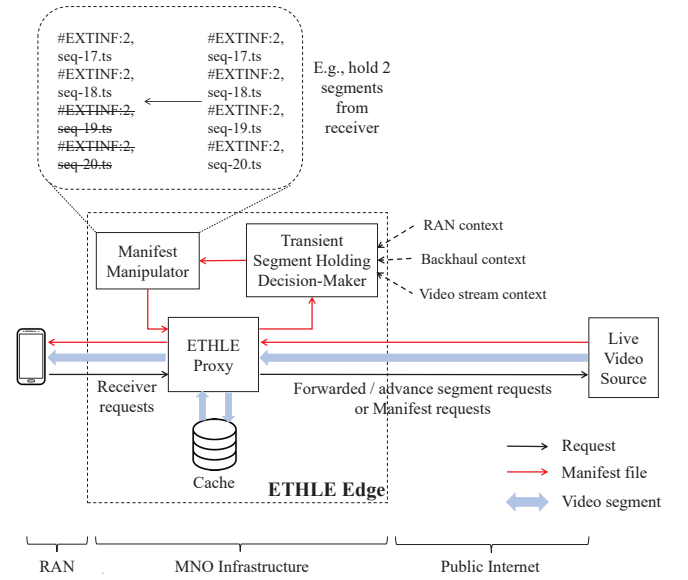 #EXTINF:2,
seq-17.ts
#EXTINF:2,
seq-18.ts
#EXTINF:2,
seq-19.ts
#EXTINF:2,
seq-20.ts
#EXTINF:2,
seq-17.ts
#EXTINF:2,
seq-18.ts
#EXTINF:2,
seq-19.ts
#EXTINF:2,
seq-20.ts
E.g., hold 2
segments
from
receiver
Manifest
Manipulator
Transient
Segment Holding
Decision-Maker
RAN context
Backhaul context
Video stream context
ETHLE
Proxy
Live
Video
Source
Receiver
requests
Forwarded / advance segment requests
or Manifest requests
Cache
ETHLE Edge
Request
Manifest file
Video segment
RAN
MNO Infrastructure
Public Internet